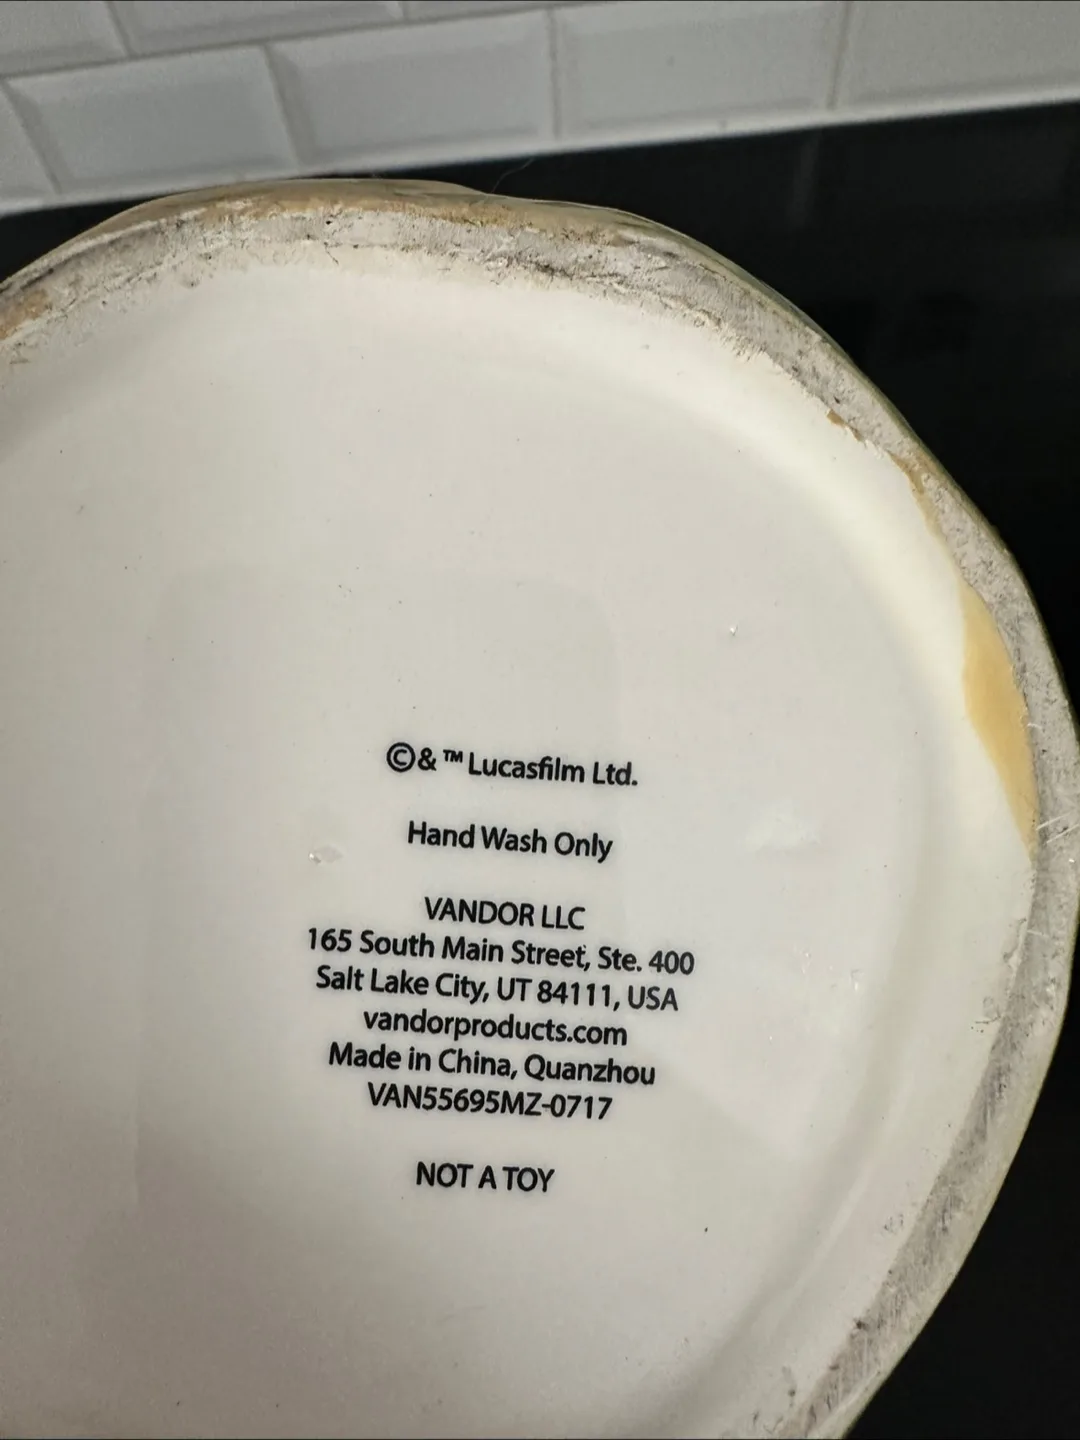 ©&™ Lucasfilm Ltd.
Hand Wash Only
VANDOR LLC
165 South Main Street, Ste. 400
Salt Lake City, UT 84111, USA
vandorproducts.com
Made in China, Quanzhou
VAN55695MZ-0717
NOT A TOY